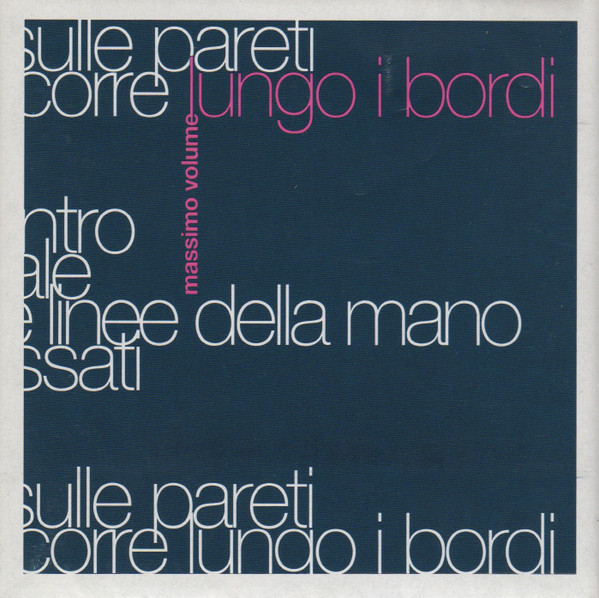 sulle pareti
corre lungo i bordi
massimo volume
ntro
ale
e linee della mano
ssati
sulle pareti
corre lungo i bordi